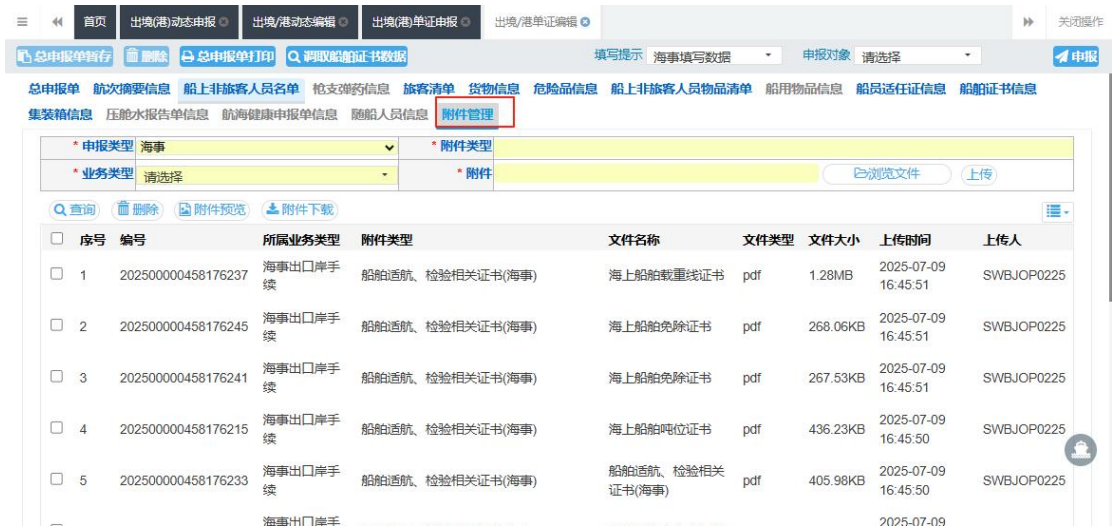 首页 出境(港)动态申报 出境/港动态编辑 出境(港)单证申报 出境/港单证编辑 关闭操作
总申报单暂存 删除 总申报单打印 调取船舶证书数据 填写提示 海事填写数据 申报对象 请选择 申报
总申报单 航次摘要信息 船上非旅客人员名单 枪支弹药信息 旅客清单 货物信息 危险品信息 船上非旅客人员物品清单 船用物品信息 船员适任证信息 船舶证书信息
集装箱信息 压舱水报告单信息 航海健康申报单信息 随船人员信息 附件管理
* 申报类型 海事 * 附件类型
* 业务类型 请选择 * 附件 浏览文件 上传
查询 删除 附件预览 附件下载
序号 编号 所属业务类型 附件类型 文件名称 文件类型 文件大小 上传时间 上传人
1 202500000458176237 海事出口岸手续 船舶适航、检验相关证书(海事) 海上船舶载重线证书 pdf 1.28MB 2025-07-09 16:45:51 SWBJOP0225
2 202500000458176245 海事出口岸手续 船舶适航、检验相关证书(海事) 海上船舶免除证书 pdf 268.06KB 2025-07-09 16:45:51 SWBJOP0225
3 202500000458176241 海事出口岸手续 船舶适航、检验相关证书(海事) 海上船舶免除证书 pdf 267.53KB 2025-07-09 16:45:51 SWBJOP0225
4 202500000458176215 海事出口岸手续 船舶适航、检验相关证书(海事) 海上船舶吨位证书 pdf 436.23KB 2025-07-09 16:45:50 SWBJOP0225
5 202500000458176233 海事出口岸手续 船舶适航、检验相关证书(海事) 船舶适航、检验相关证书(海事) pdf 405.98KB 2025-07-09 16:45:50 SWBJOP0225
海事出口岸手 2025-07-09